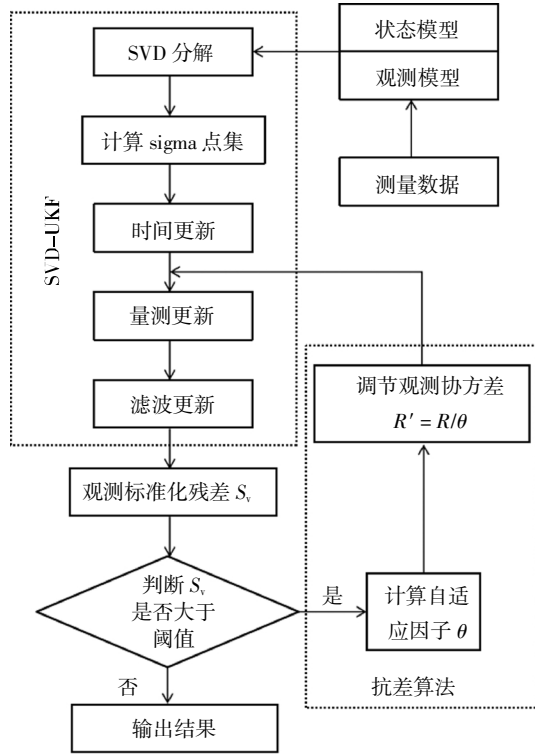 SVD 分解
状态模型
观测模型
计算 sigma 点集
测量数据
SVD-UKF
时间更新
量测更新
滤波更新
调节观测协方差
R′ = R/θ
观测标准化残差 Sv
判断 Sv
是否大于
阈值
是
计算自适
应因子 θ
否
抗差算法
输出结果